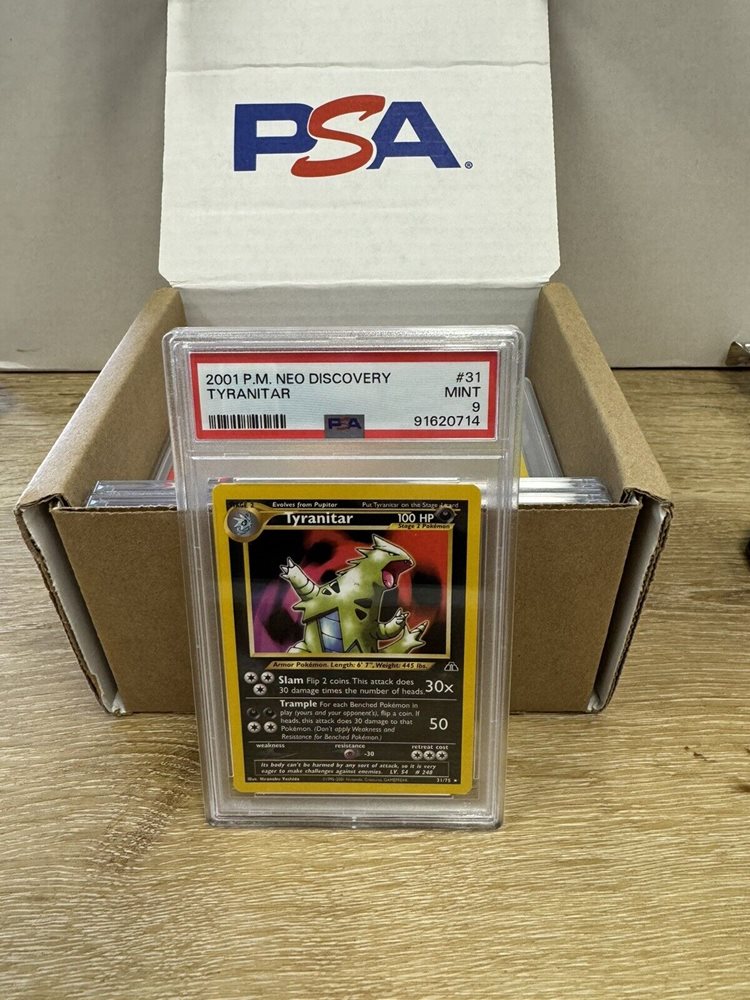 PSA®
2001 P.M. NEO DISCOVERY #31
TYRANITAR MINT
9
PSA 91620714
Evolves from Pupitar Put Tyranitar on the Stage 1 card
Tyranitar 100 HP
Stage 2 Pokémon
Armor Pokémon. Length: 6' 7", Weight: 445 lbs.
Slam Flip 2 coins. This attack does
30 damage times the number of heads. 30x
Trample For each Benched Pokémon in
play (yours and your opponent's), flip a coin. If
heads, this attack does 30 damage to that
Pokémon. (Don't apply Weakness and
Resistance for Benched Pokémon.) 50
weakness resistance retreat cost
-30
Its body can't be harmed by any sort of attack, so it is very
eager to make challenges against enemies. LV. 54 # 248
Illus. Hironobu Yoshida 31/75